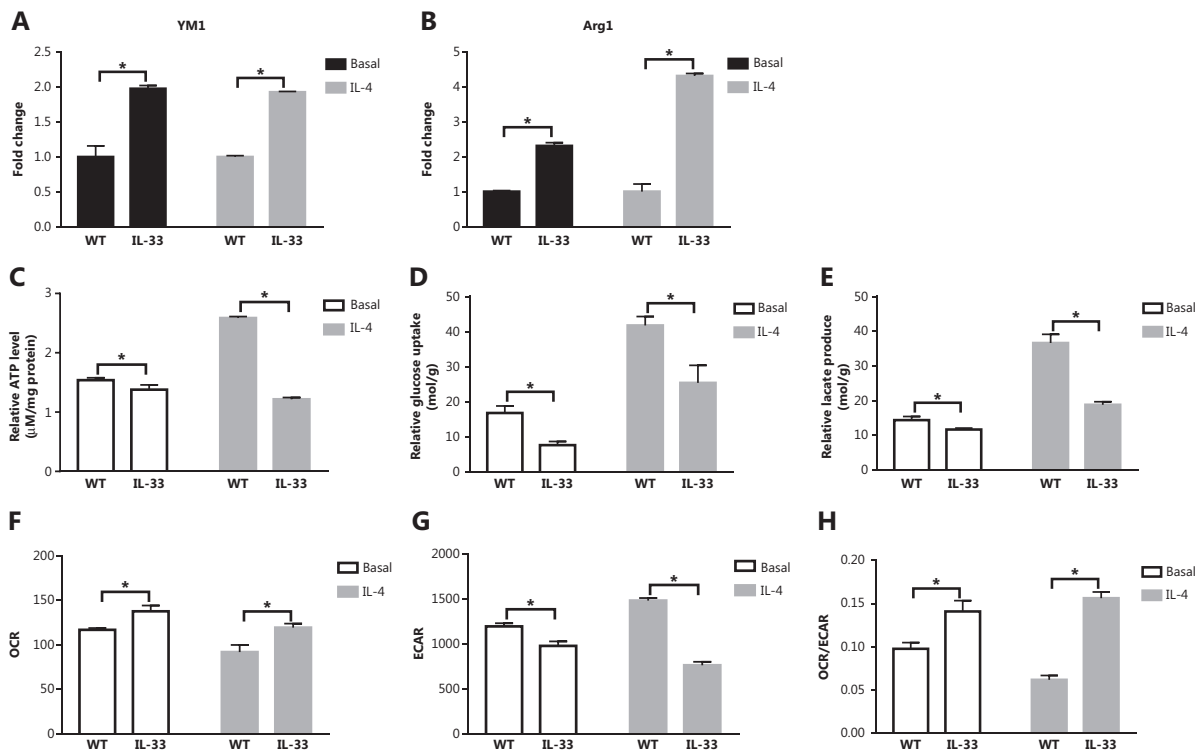 A
YM1
Fold change
2.5
2.0
1.5
1.0
0.5
0.0
*
*
WT
IL-33
WT
IL-33
Basal
IL-4
B
Arg1
Fold change
5
4
3
2
1
0
*
*
WT
IL-33
WT
IL-33
Basal
IL-4
C
Relative ATP level
(μM/mg protein)
3
2
1
0
*
*
WT
IL-33
WT
IL-33
Basal
IL-4
D
Relative glucose uptake
(mol/g)
50
40
30
20
10
0
*
*
WT
IL-33
WT
IL-33
Basal
IL-4
E
Relative lacate produce
(mol/g)
50
40
30
20
10
0
*
*
WT
IL-33
WT
IL-33
Basal
IL-4
F
OCR
200
150
100
50
0
*
*
WT
IL-33
WT
IL-33
Basal
IL-4
G
ECAR
2000
1500
1000
500
0
*
*
WT
IL-33
WT
IL-33
Basal
IL-4
H
OCR/ECAR
0.20
0.15
0.10
0.05
0.00
*
*
WT
IL-33
WT
IL-33
Basal
IL-4